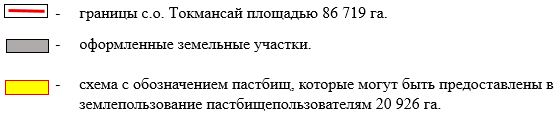 - границы с.о. Токмансай площадью 86 719 га.
- оформленные земельные участки.
- схема с обозначением пастбищ, которые могут быть предоставлены в
землепользование пастбищепользователям 20 926 га.